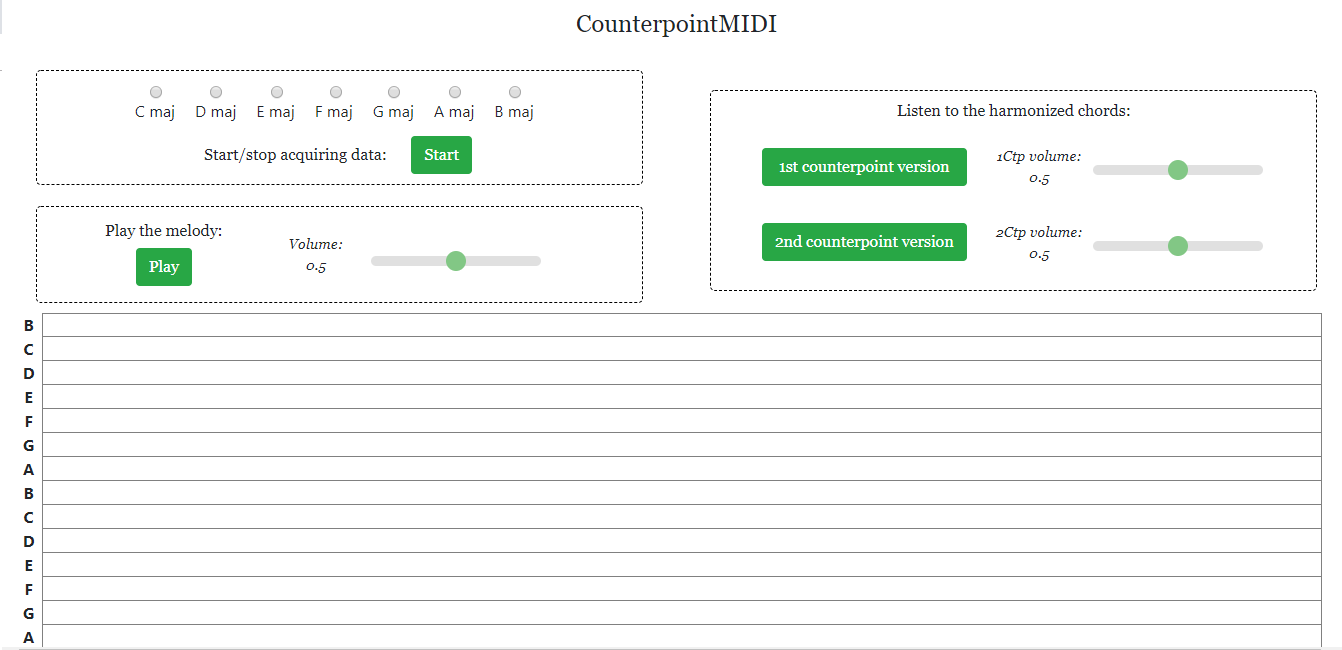 CounterpointMIDI
C maj D maj E maj F maj G maj A maj B maj
Start/stop acquiring data: Start
Play the melody:
Play
Volume:
0.5
Listen to the harmonized chords:
1st counterpoint version
1Ctp volume:
0.5
2nd counterpoint version
2Ctp volume:
0.5
B
C
D
E
F
G
A
B
C
D
E
F
G
A